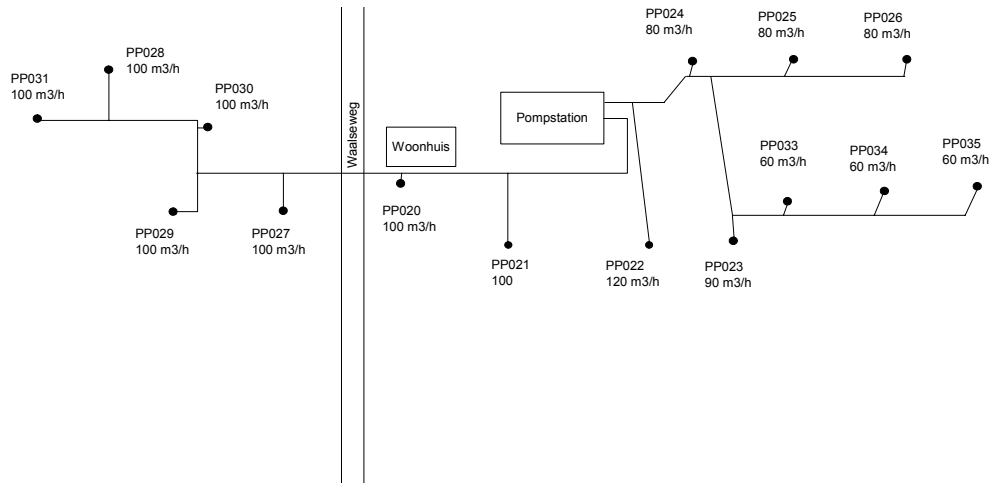 PP024
80 m3/h
PP025
80 m3/h
PP026
80 m3/h
PP028
100 m3/h
PP031
100 m3/h
PP030
100 m3/h
Pompstation
Waalseweg
Woonhuis
PP033
60 m3/h
PP034
60 m3/h
PP035
60 m3/h
PP029
100 m3/h
PP027
100 m3/h
PP020
100 m3/h
PP021
100
PP022
120 m3/h
PP023
90 m3/h